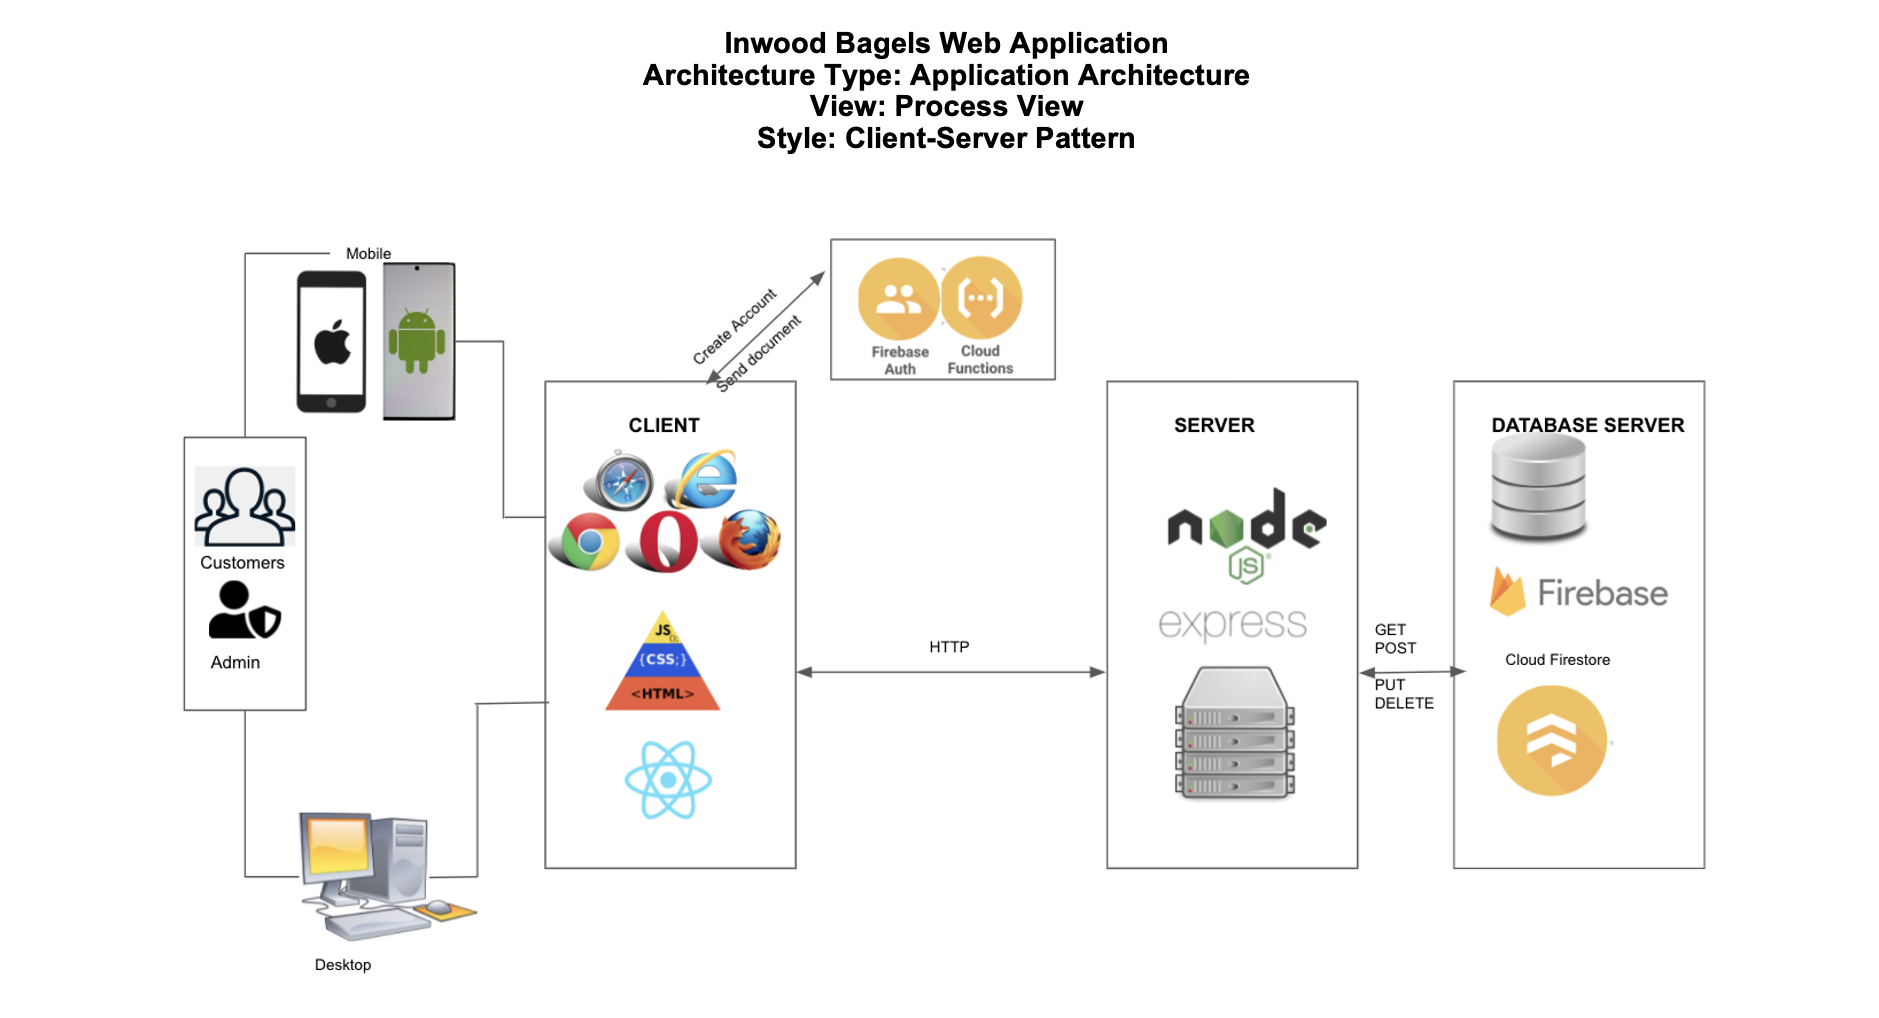 Inwood Bagels Web Application
Architecture Type: Application Architecture
View: Process View
Style: Client-Server Pattern
Mobile
Create Account
Send document
Firebase
Auth
Cloud
Functions
CLIENT
SERVER
DATABASE SERVER
Customers
Admin
JS
{CSS;}
<HTML>
HTTP
node
JS
express
GET
POST
PUT
DELETE
Firebase
Cloud Firestore
Desktop